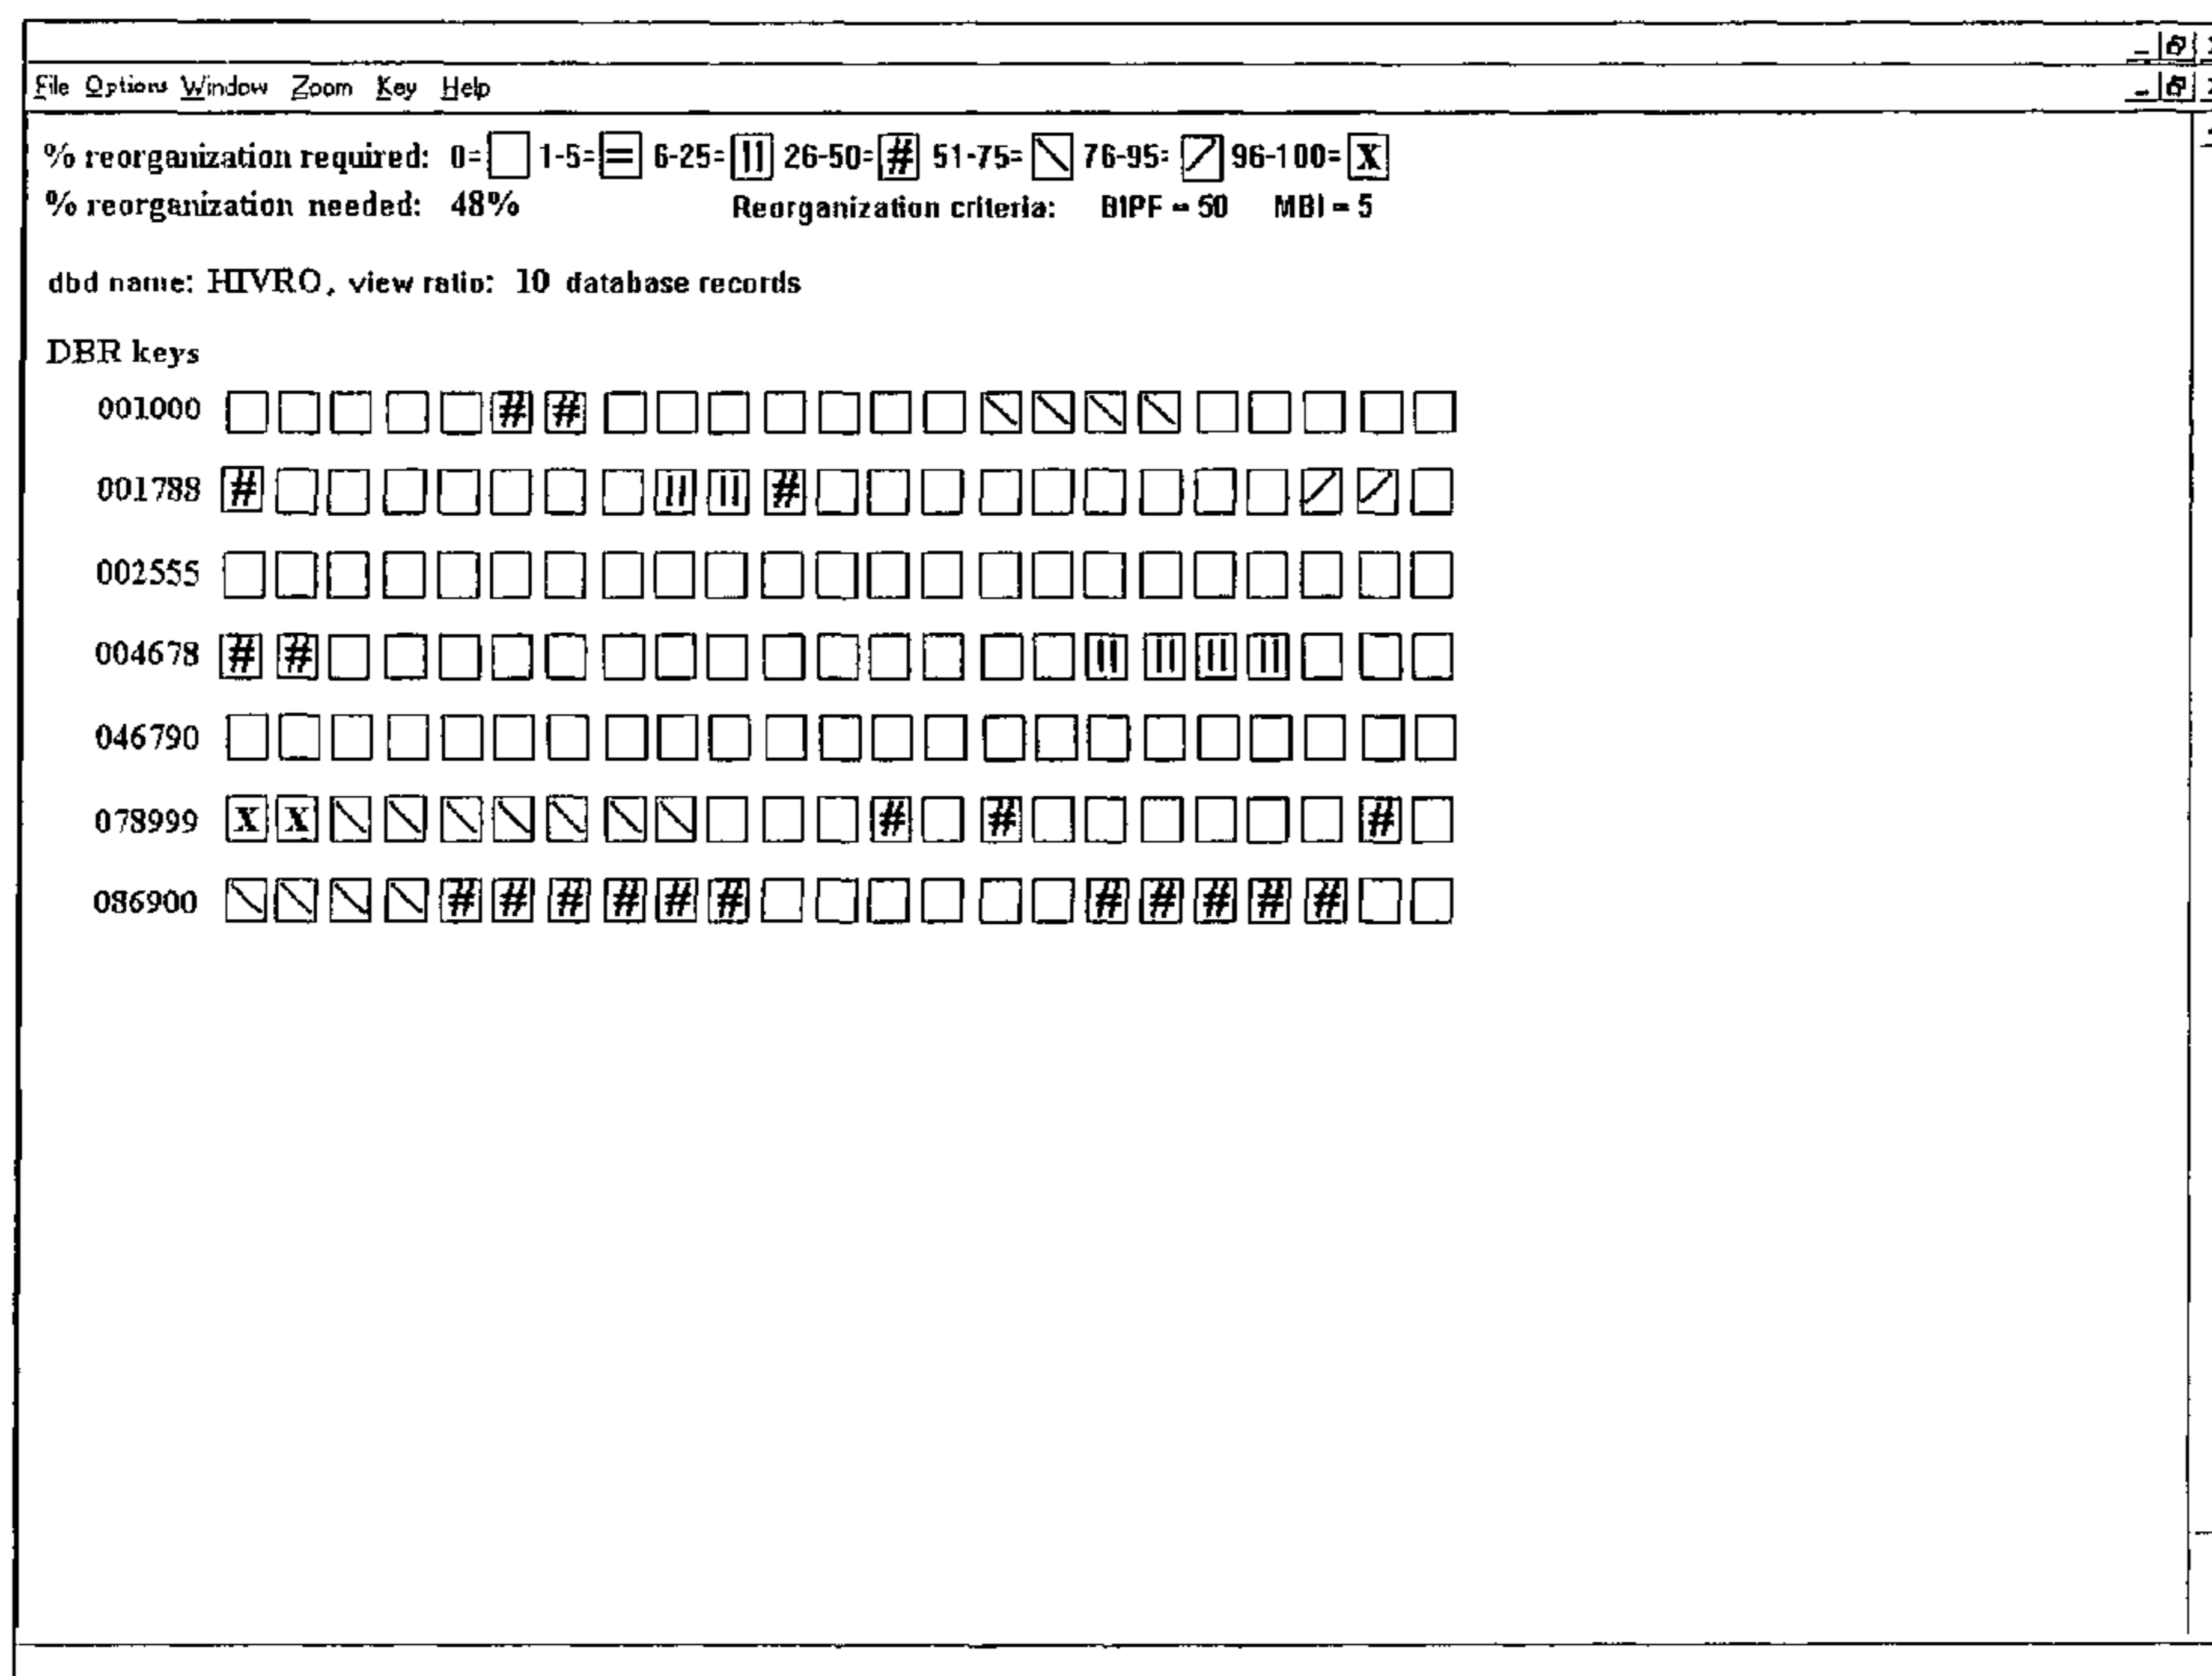 File Options Window Zoom Key Help
% reorganization required: 0= 1-5= = 6-25= || 26-50= # 51-75= \ 76-95= / 96-100= X
% reorganization needed: 48% Reorganization criteria: BIPF = 50 MBI = 5
dbd name: HIVRO, view ratio: 10 database records
DBR keys
001000 # # \ \ \ \
001788 # || || # / /
002555
004678 # # || || || ||
046790
078999 X X \ \ \ \ \ \ \ # # #
086900 \ \ \ \ # # # # # # # # # # #